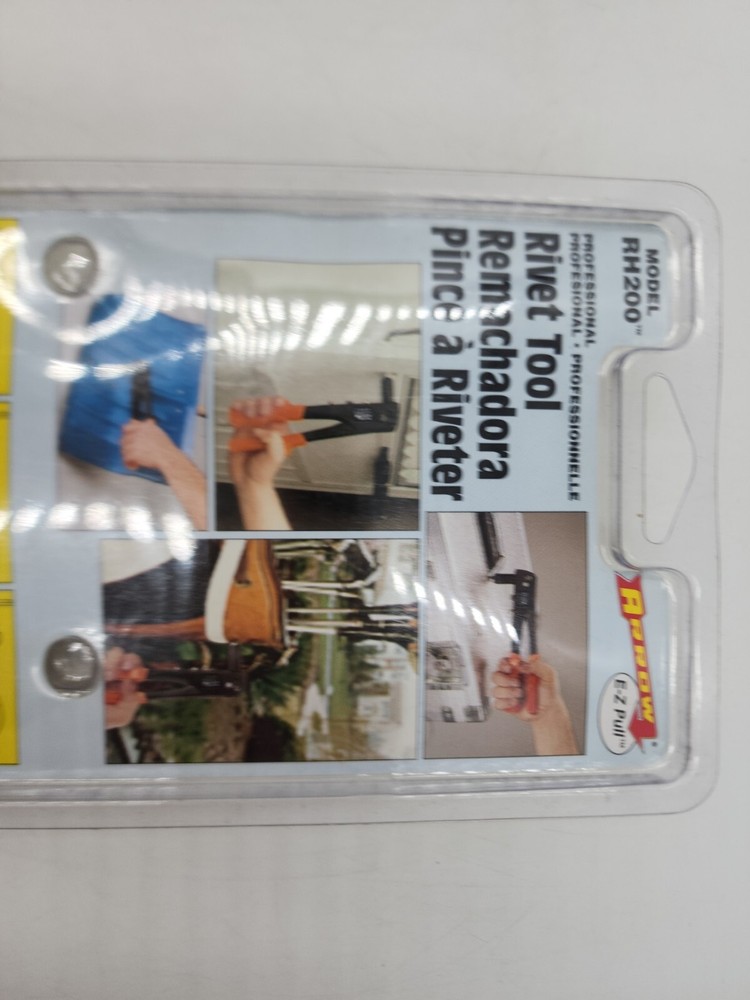 MODEL
RH200™
PROFESSIONAL
PROFESIONAL • PROFESSIONNELLE
Rivet Tool
Remachadora
Pince à Riveter
ARROW®
E-Z Pull™